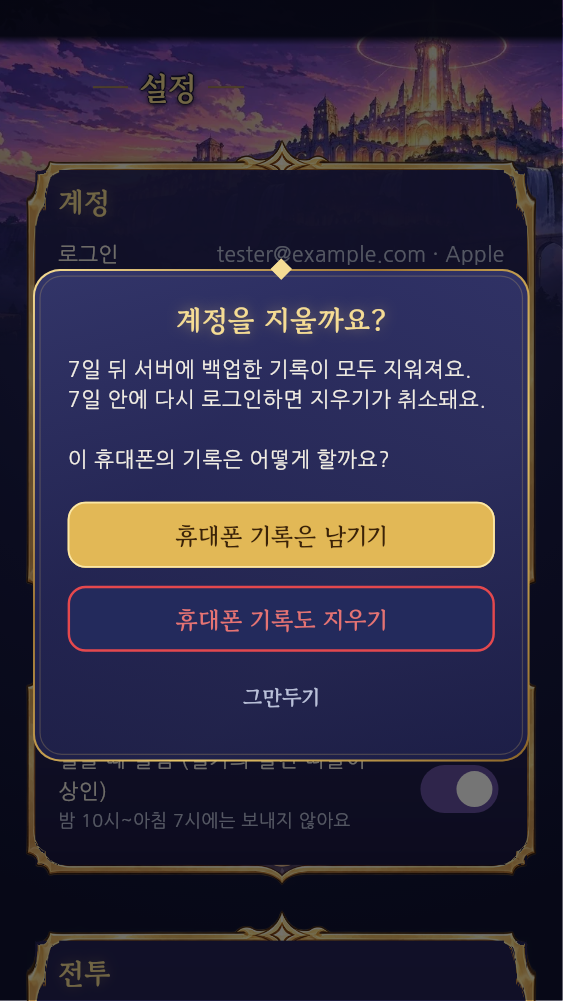 설정
계정
로그인
tester@example.com · Apple
계정을 지울까요?
7일 뒤 서버에 백업한 기록이 모두 지워져요.
7일 안에 다시 로그인하면 지우기가 취소돼요.
이 휴대폰의 기록은 어떻게 할까요?
휴대폰 기록은 남기기
휴대폰 기록도 지우기
그만두기
상인)
밤 10시~아침 7시에는 보내지 않아요
전투